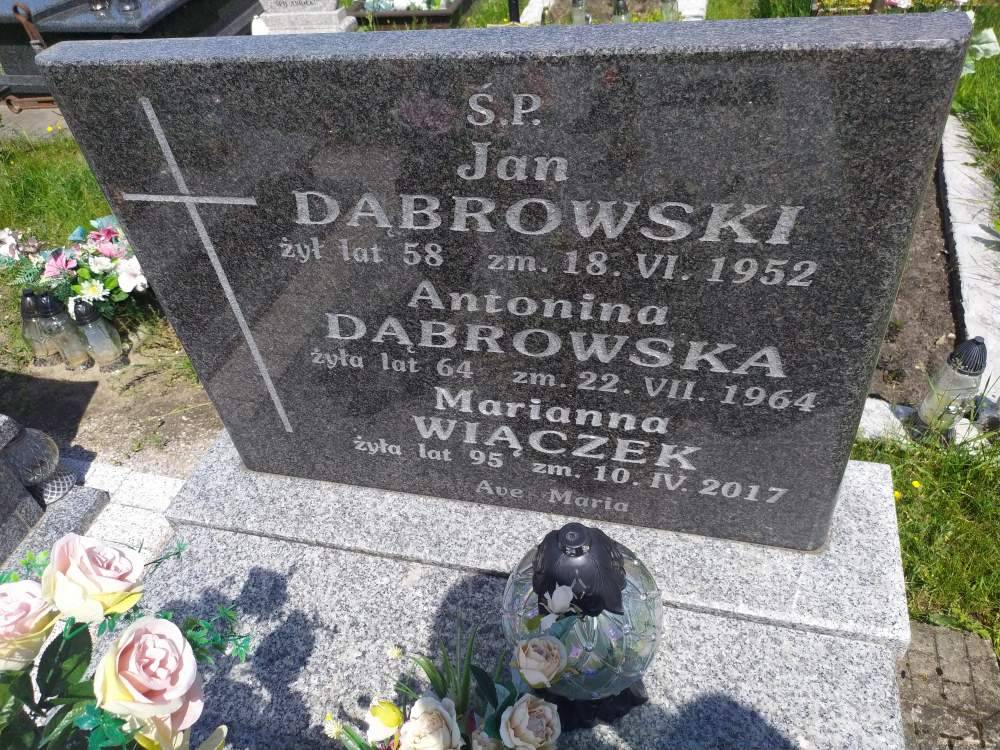 Ś.P.
Jan
DĄBROWSKI
żył lat 58 zm. 18. VI. 1952
Antonina
DĄBROWSKA
żyła lat 64 zm. 22. VII. 1964
Marianna
WIĄCZEK
żyła lat 95 zm. 10. IV. 2017
Ave Maria